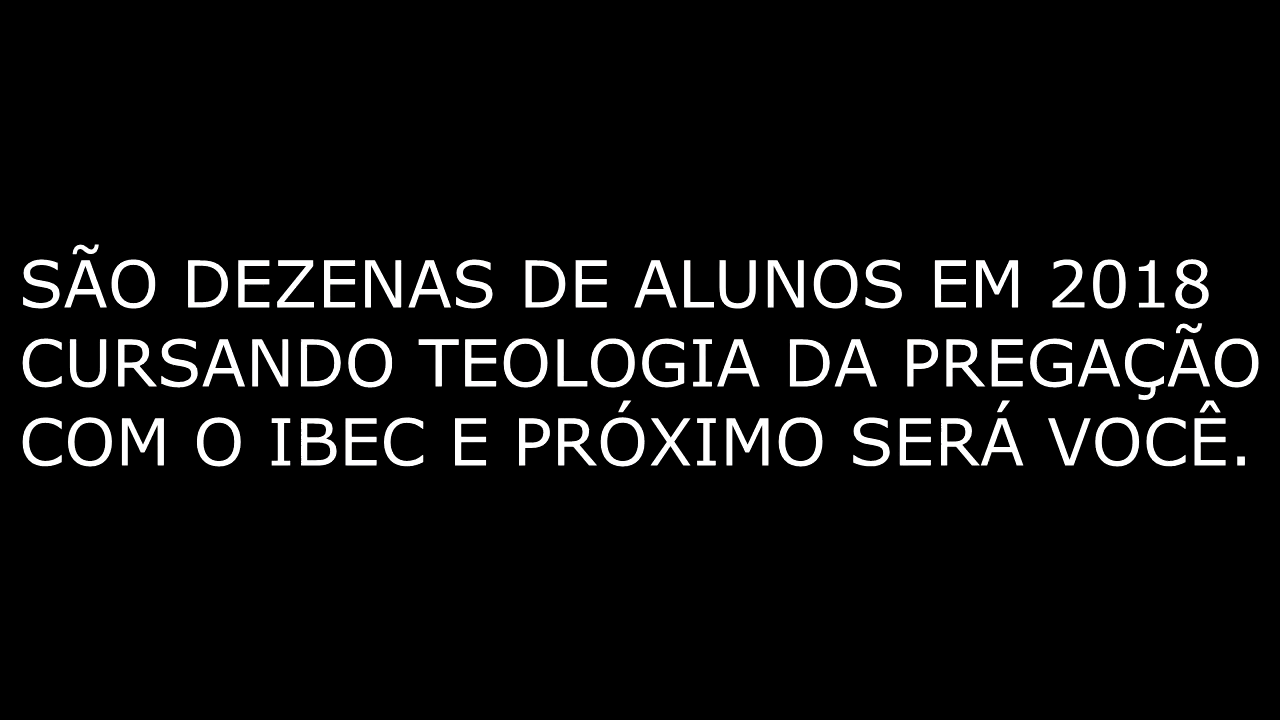 SÃO DEZENAS DE ALUNOS EM 2018
CURSANDO TEOLOGIA DA PREGAÇÃO
COM O IBEC E PRÓXIMO SERÁ VOCÊ.